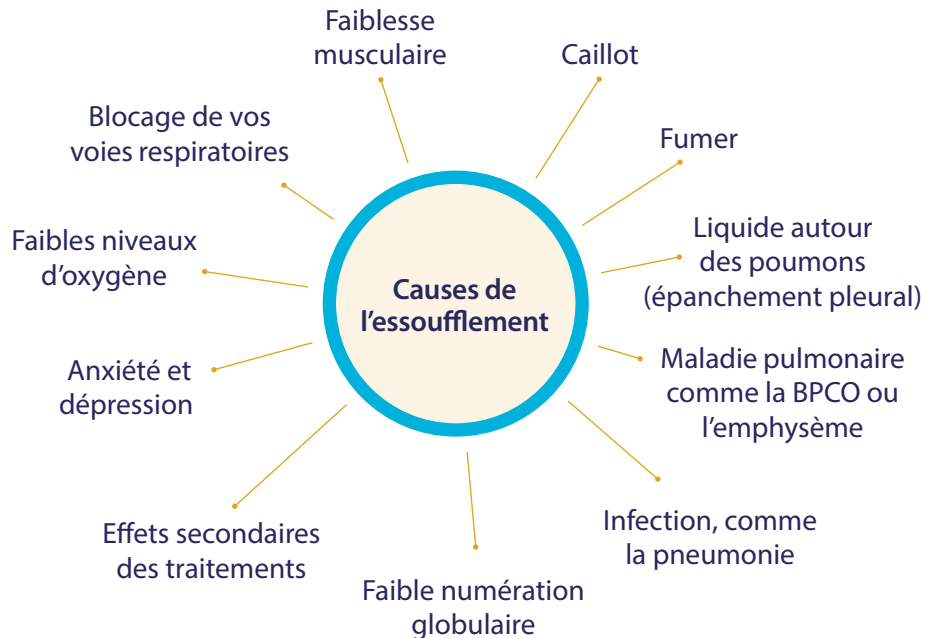 Faiblesse
musculaire
Caillot
Blocage de vos
voies respiratoires
Fumer
Faibles niveaux
d’oxygène
Liquide autour
des poumons
(épanchement pleural)
Causes de
l’essoufflement
Anxiété et
dépression
Maladie pulmonaire
comme la BPCO ou
l’emphysème
Effets secondaires
des traitements
Infection, comme
la pneumonie
Faible numération
globulaire